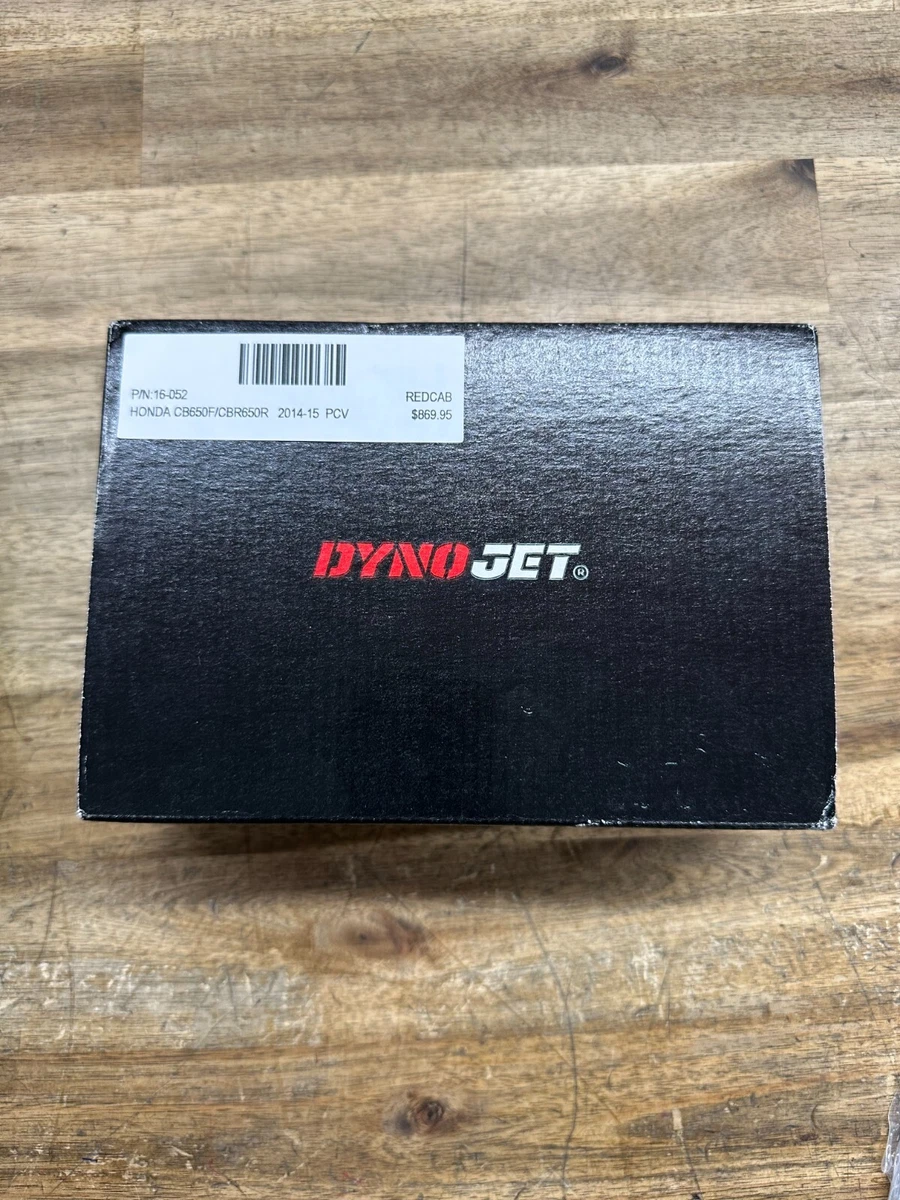 P/N:16-052 REDCAB
HONDA CB650F/CBR650R 2014-15 PCV $869.95
DYNOJET®